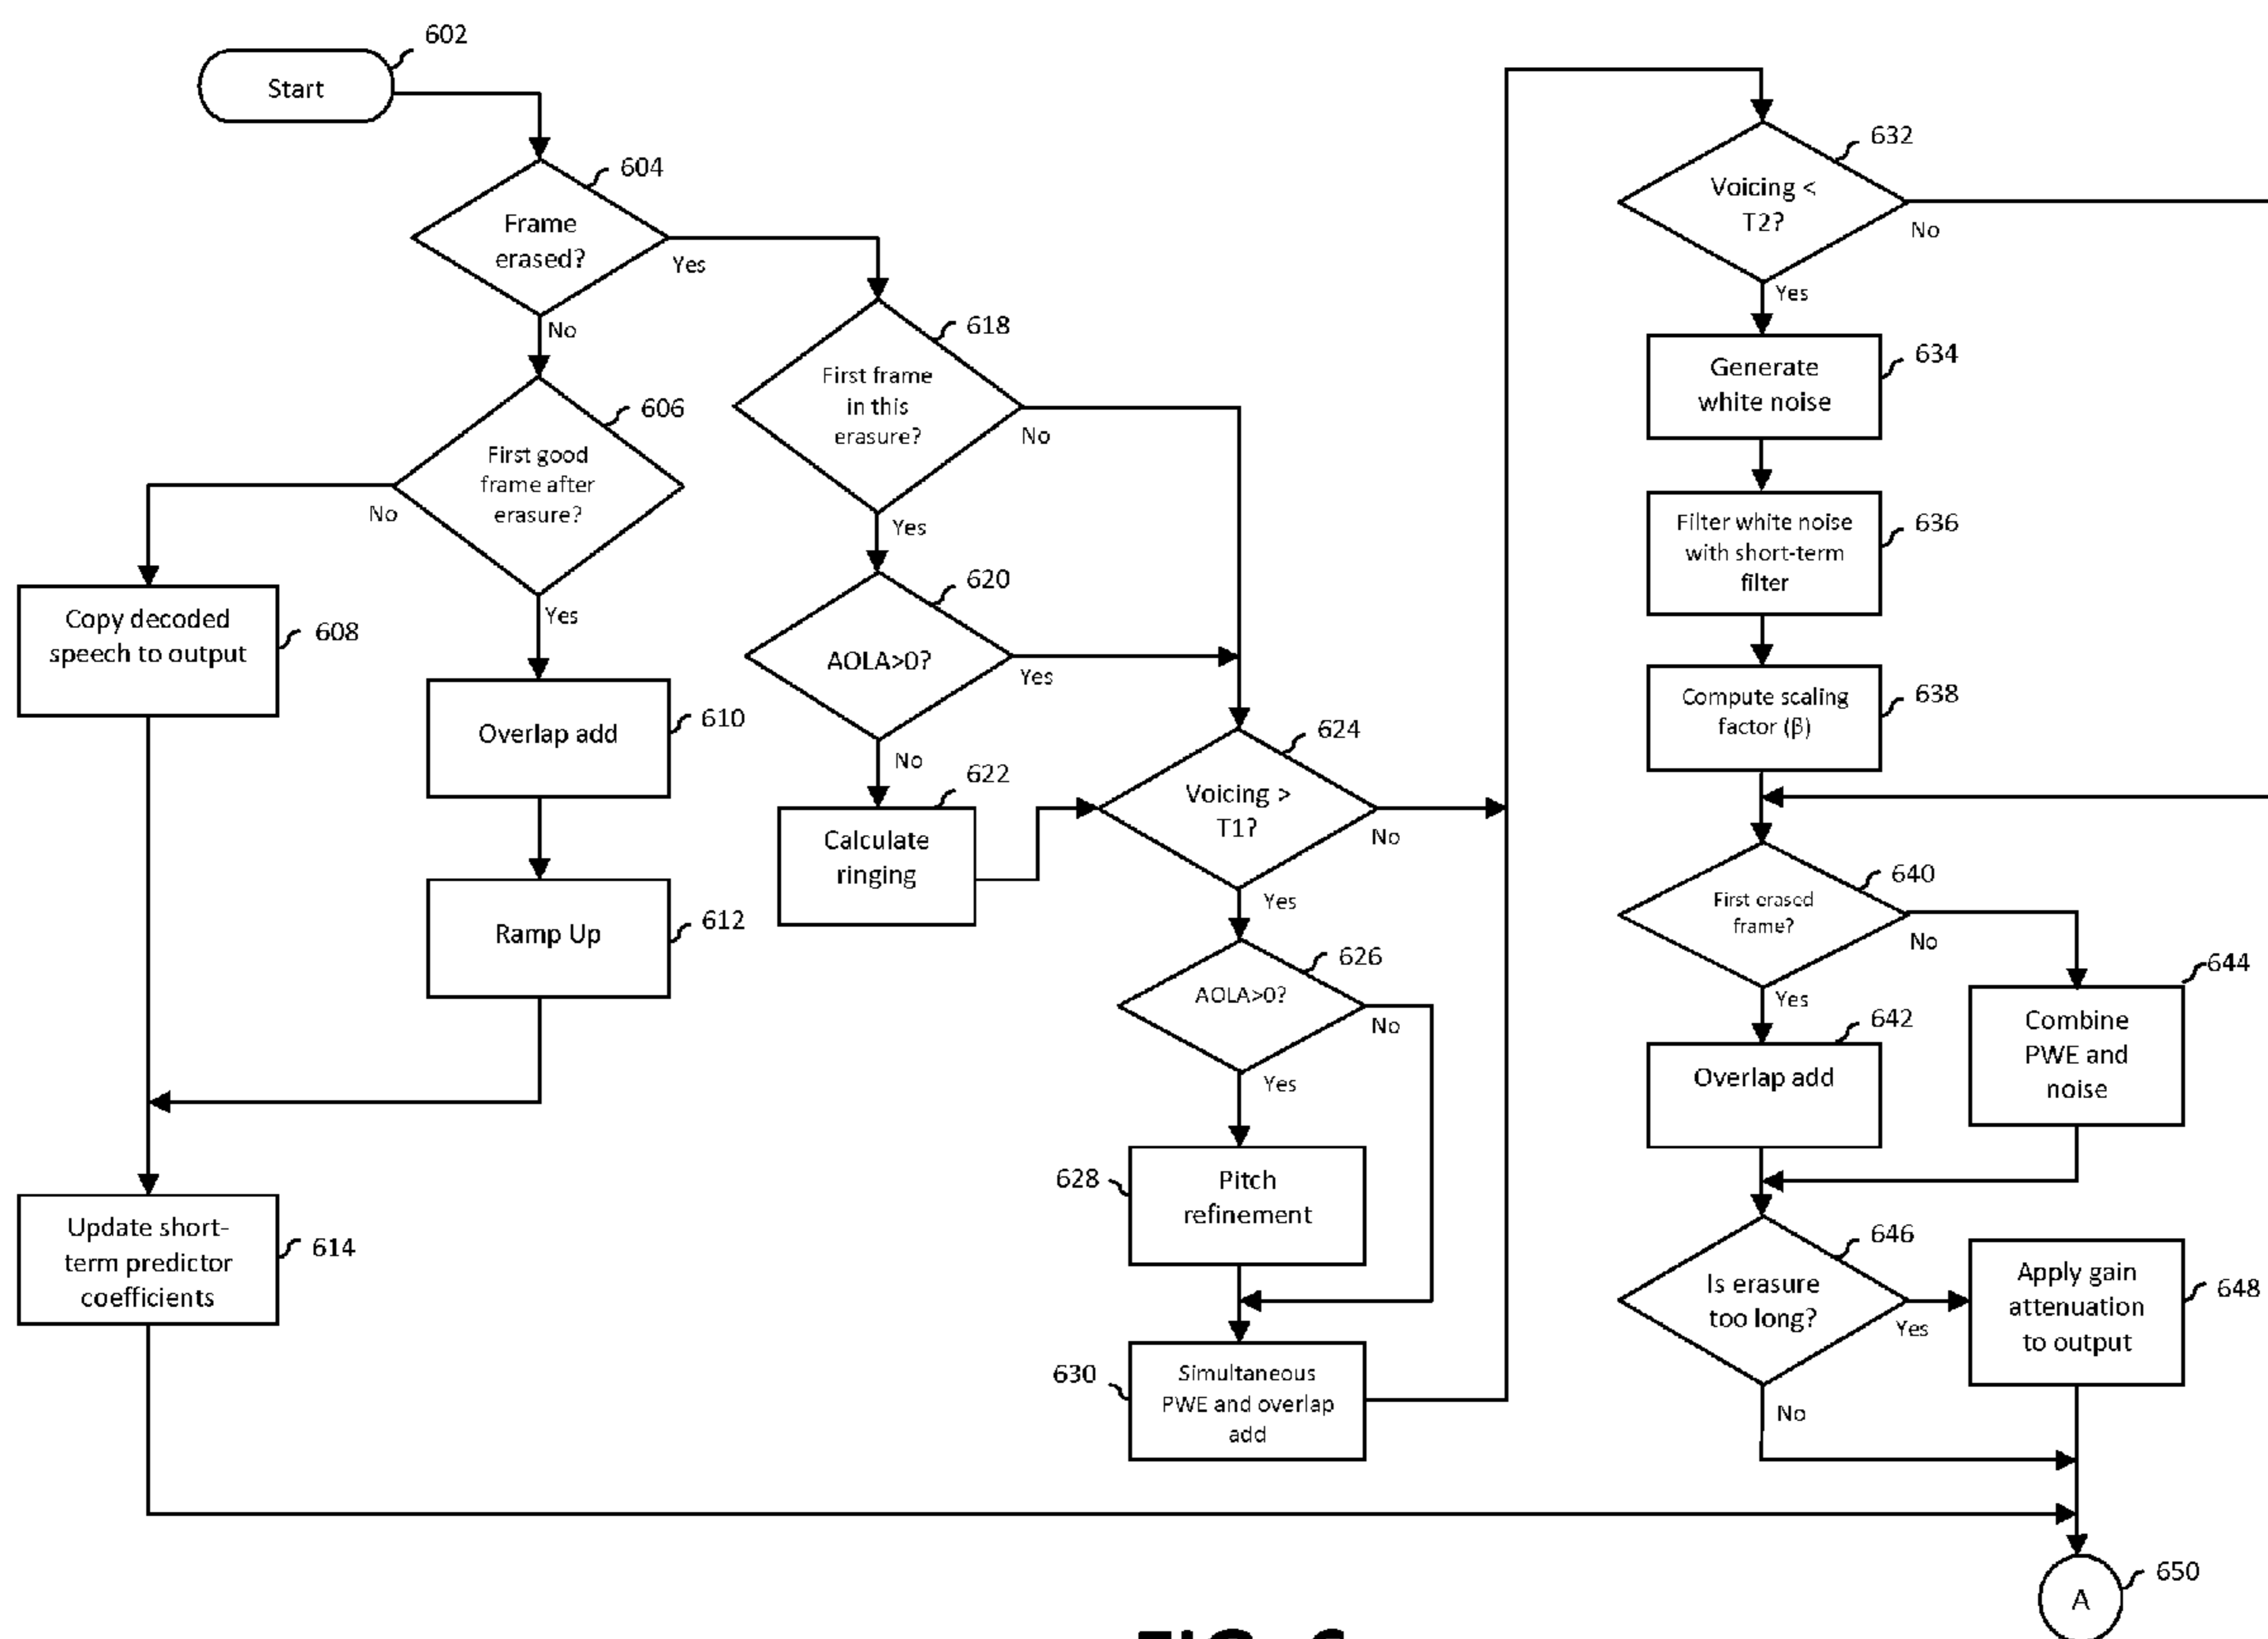 602
Start
604
Frame
erased?
Yes
No
606
First good
frame after
erasure?
No
Yes
Copy decoded
speech to output
608
Overlap add
610
Ramp Up
612
Update short-
term predictor
coefficients
614
618
First frame
in this
erasure?
No
Yes
620
AOLA>0?
Yes
No
622
Calculate
ringing
624
Voicing >
T1?
No
Yes
626
AOLA>0?
No
Yes
628
Pitch
refinement
630
Simultaneous
PWE and overlap
add
632
Voicing <
T2?
No
Yes
Generate
white noise
634
Filter white noise
with short-term
filter
636
Compute scaling
factor (β)
638
640
First erased
frame?
No
Yes
642
Overlap add
644
Combine
PWE and
noise
646
Is erasure
too long?
Yes
No
Apply gain
attenuation
to output
648
A
650